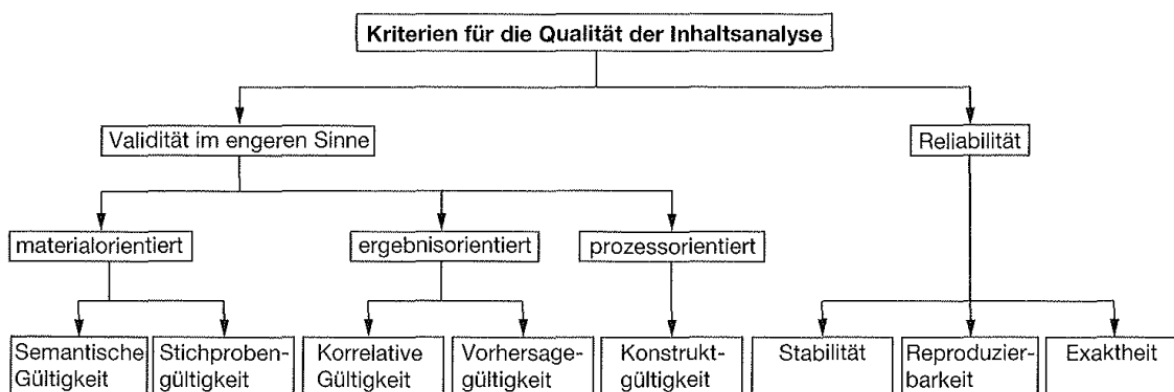 Kriterien für die Qualität der Inhaltsanalyse
Validität im engeren Sinne
Reliabilität
materialorientiert
ergebnisorientiert
prozessorientiert
Semantische
Gültigkeit
Stichproben-
gültigkeit
Korrelative
Gültigkeit
Vorhersage-
gültigkeit
Konstrukt-
gültigkeit
Stabilität
Reproduzier-
barkeit
Exaktheit